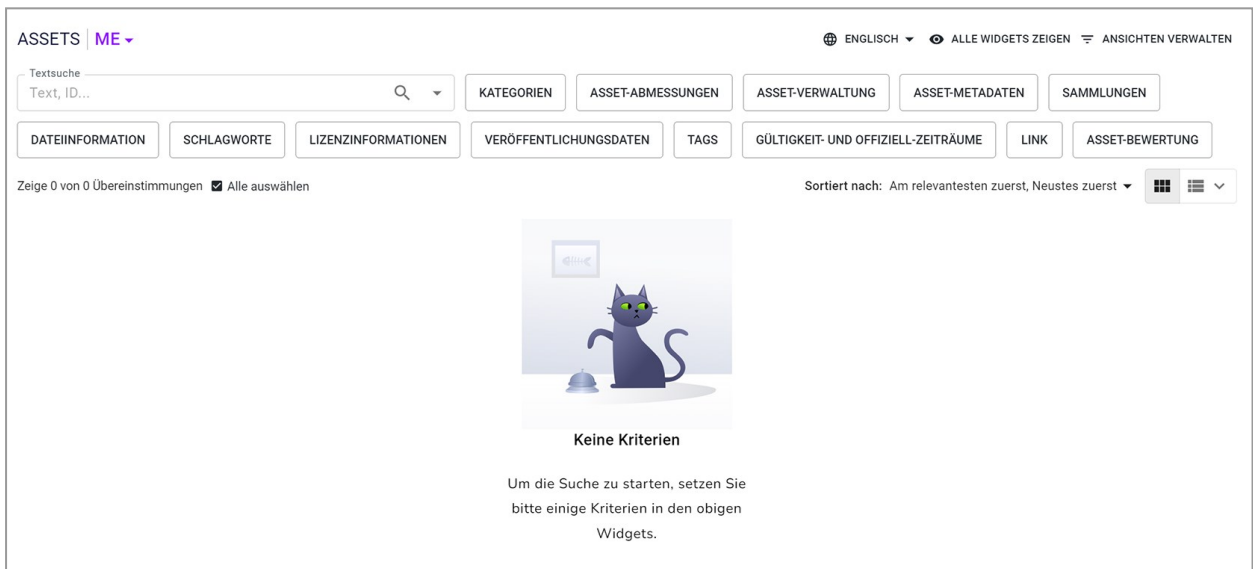 ASSETS ME
ENGLISCH ALLE WIDGETS ZEIGEN ANSICHTEN VERWALTEN
Textsuche
Text, ID... KATEGORIEN ASSET-ABMESSUNGEN ASSET-VERWALTUNG ASSET-METADATEN SAMMLUNGEN
DATEIINFORMATION SCHLAGWORTE LIZENZINFORMATIONEN VERÖFFENTLICHUNGSDATEN TAGS GÜLTIGKEIT- UND OFFIZIELL-ZEITRÄUME LINK ASSET-BEWERTUNG
Zeige 0 von 0 Übereinstimmungen Alle auswählen Sortiert nach: Am relevantesten zuerst, Neustes zuerst
Keine Kriterien
Um die Suche zu starten, setzen Sie
bitte einige Kriterien in den obigen
Widgets.